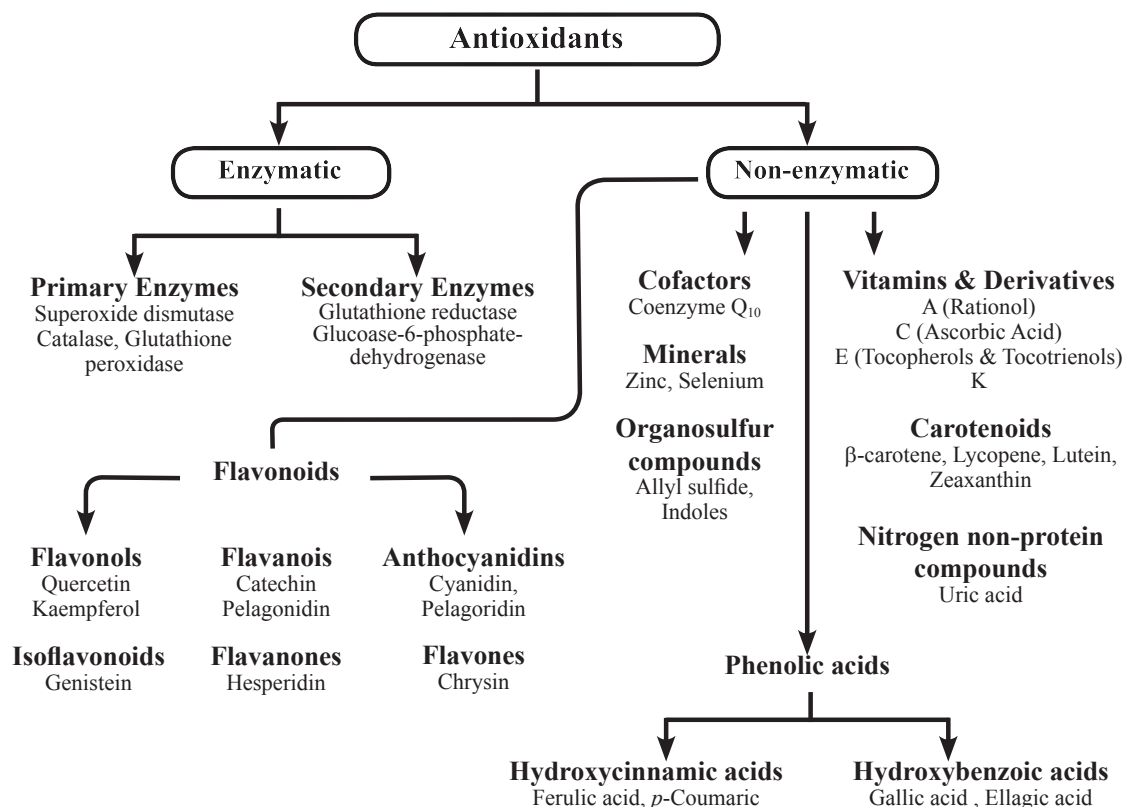 Antioxidants
Enzymatic
Non-enzymatic
Primary Enzymes
Superoxide dismutase
Catalase, Glutathione
peroxidase
Secondary Enzymes
Glutathione reductase
Glucoase-6-phosphate-
dehydrogenase
Cofactors
Coenzyme Q₁₀
Minerals
Zinc, Selenium
Organosulfur
compounds
Allyl sulfide,
Indoles
Vitamins & Derivatives
A (Rationol)
C (Ascorbic Acid)
E (Tocopherols & Tocotrienols)
K
Carotenoids
β-carotene, Lycopene, Lutein,
Zeaxanthin
Nitrogen non-protein
compounds
Uric acid
Flavonoids
Flavonols
Quercetin
Kaempferol
Flavanois
Catechin
Pelagonidin
Anthocyanidins
Cyanidin,
Pelagoridin
Isoflavonoids
Genistein
Flavanones
Hesperidin
Flavones
Chrysin
Phenolic acids
Hydroxycinnamic acids
Ferulic acid, p-Coumaric
Hydroxybenzoic acids
Gallic acid , Ellagic acid